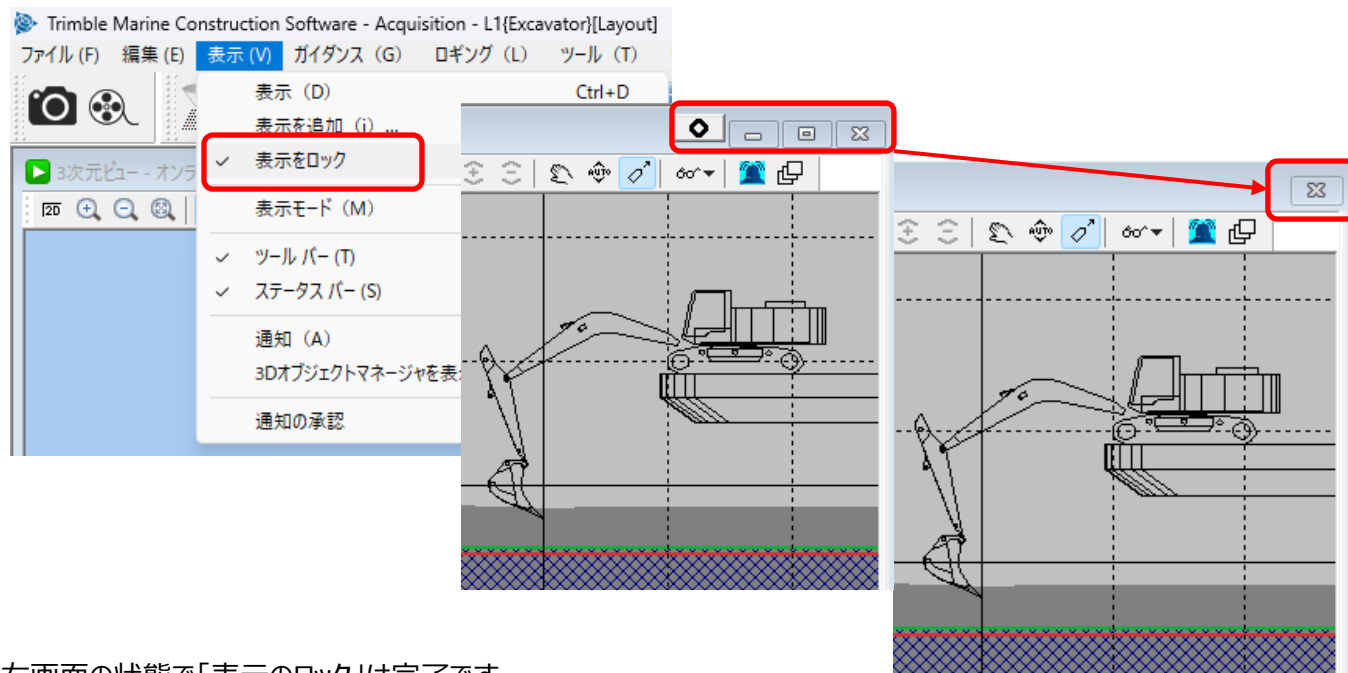 Trimble Marine Construction Software - Acquisition - L1{Excavator}[Layout]
ファイル (F) 編集 (E) 表示 (V) ガイダンス (G) ロギング (L) ツール (T)
表示 (D) Ctrl+D
表示を追加 (i) ...
✓ 表示をロック
3次元ビュー - オンラ
2D
表示モード (M)
✓ ツール バー (T)
✓ ステータス バー (S)
通知 (A)
3Dオブジェクトマネージャを表
通知の承認
AUTO
AUTO
右画面の状態で「表示のロック」は完了です